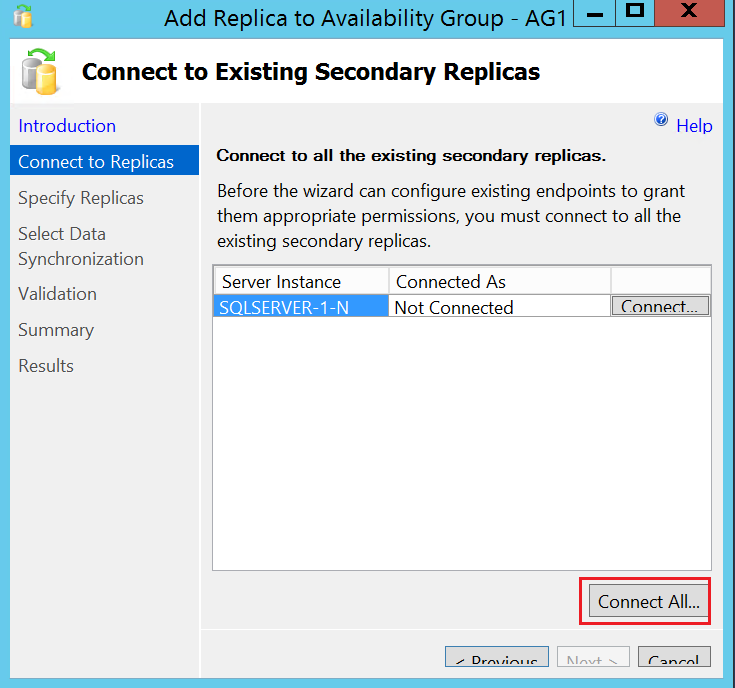 Add Replica to Availability Group - AG1
Connect to Existing Secondary Replicas
Introduction
Connect to Replicas
Specify Replicas
Select Data
Synchronization
Validation
Summary
Results
Help
Connect to all the existing secondary replicas.
Before the wizard can configure existing endpoints to grant
them appropriate permissions, you must connect to all the
existing secondary replicas.
Server Instance Connected As
SQLSERVER-1-N Not Connected Connect...
Connect All...
< Previous Next > Cancel